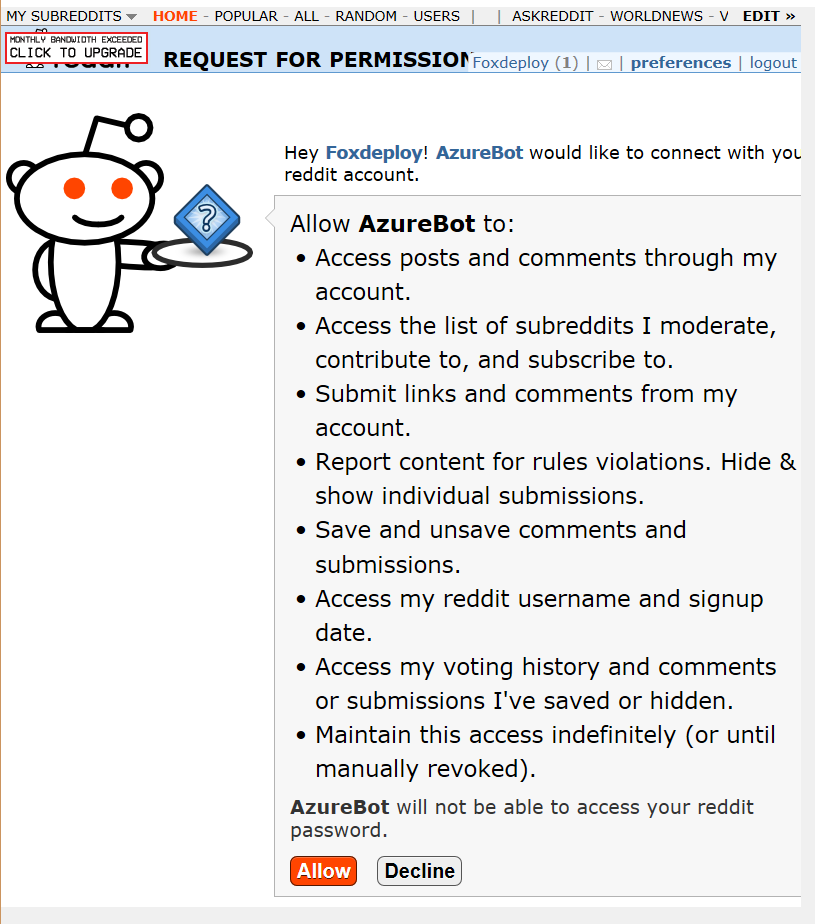 MY SUBREDDITS HOME - POPULAR - ALL - RANDOM - USERS | | ASKREDDIT - WORLDNEWS - V EDIT »
MONTHLY BANDWIDTH EXCEEDED
CLICK TO UPGRADE
REQUEST FOR PERMISSION
Foxdeploy (1) | | preferences | logout
Hey Foxdeploy! AzureBot would like to connect with you
reddit account.
?
Allow AzureBot to:
• Access posts and comments through my
account.
• Access the list of subreddits I moderate,
contribute to, and subscribe to.
• Submit links and comments from my
account.
• Report content for rules violations. Hide &
show individual submissions.
• Save and unsave comments and
submissions.
• Access my reddit username and signup
date.
• Access my voting history and comments
or submissions I've saved or hidden.
• Maintain this access indefinitely (or until
manually revoked).
AzureBot will not be able to access your reddit
password.
Allow Decline